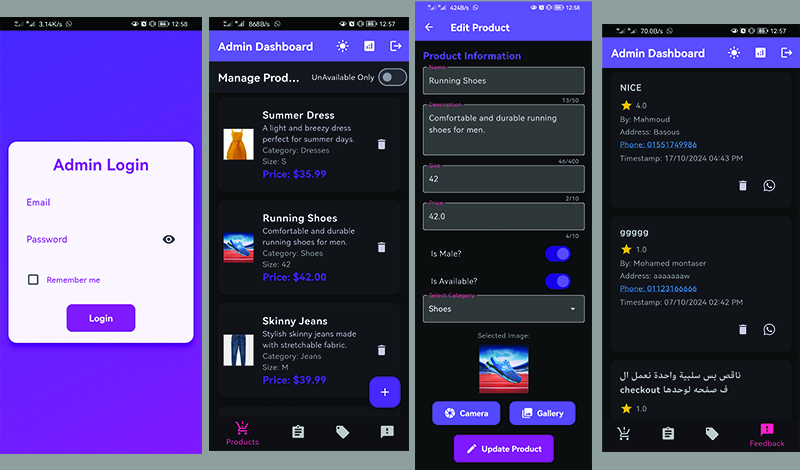 3.14K/s 12:58
Admin Login
Email
Password
Remember me
Login
868B/s 12:57
Admin Dashboard
Manage Prod... UnAvailable Only
Summer Dress
A light and breezy dress
perfect for summer days.
Category: Dresses
Size: S
Price: $35.99
Running Shoes
Comfortable and durable
running shoes for men.
Category: Shoes
Size: 42
Price: $42.00
Skinny Jeans
Stylish skinny jeans made
with stretchable fabric.
Category: Jeans
Size: M
Price: $39.99
Products
424B/s 12:58
Edit Product
Product Information
Name
Running Shoes
13/50
Description
Comfortable and durable running
shoes for men.
46/400
Size
42
2/10
Price
42.0
4/10
Is Male?
Is Available?
Select Category
Shoes
Selected Image:
Camera Gallery
Update Product
70.0B/s 12:57
Admin Dashboard
NICE
4.0
By: Mahmoud
Address: Basous
Phone: 01551749986
Timestamp: 17/10/2024 04:43 PM
ggggg
1.0
By: Mohamed montaser
Address: aaaaaaaw
Phone: 01123166666
Timestamp: 07/10/2024 02:42 PM
ناقص بس سلبية واحدة نعمل ال
checkout ف صفحه لوحدها
1.0
Feedback